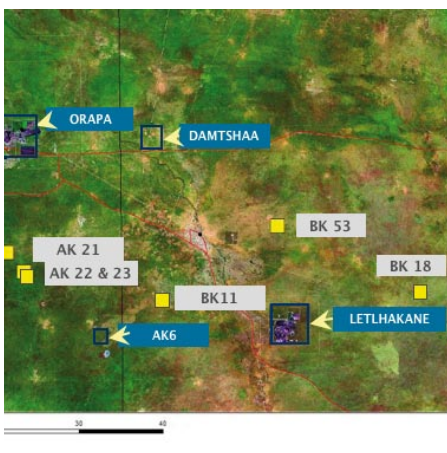 ORAPA
DAMTSHAA
BK 53
AK 21
BK 18
AK 22 & 23
BK11
LETLHAKANE
AK6
30
40